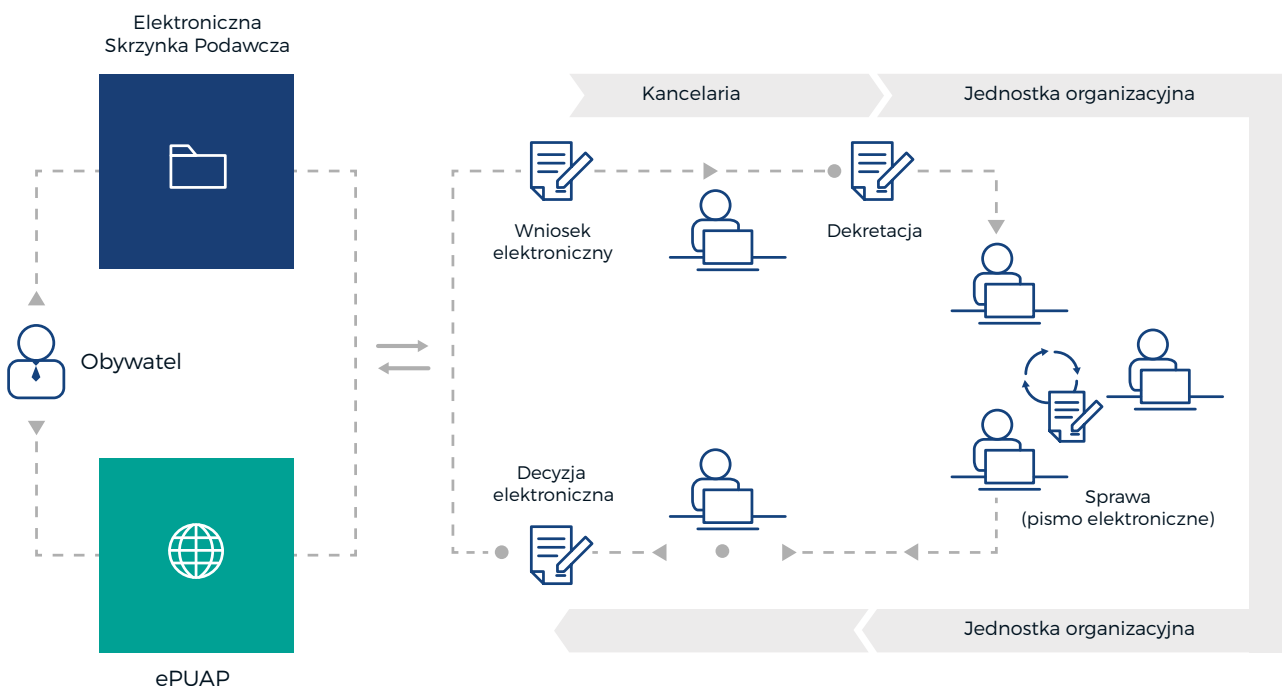 Elektroniczna
Skrzynka Podawcza
Kancelaria
Jednostka organizacyjna
Wniosek
elektroniczny
Dekretacja
Obywatel
Decyzja
elektroniczna
Sprawa
(pismo elektroniczne)
Jednostka organizacyjna
ePUAP